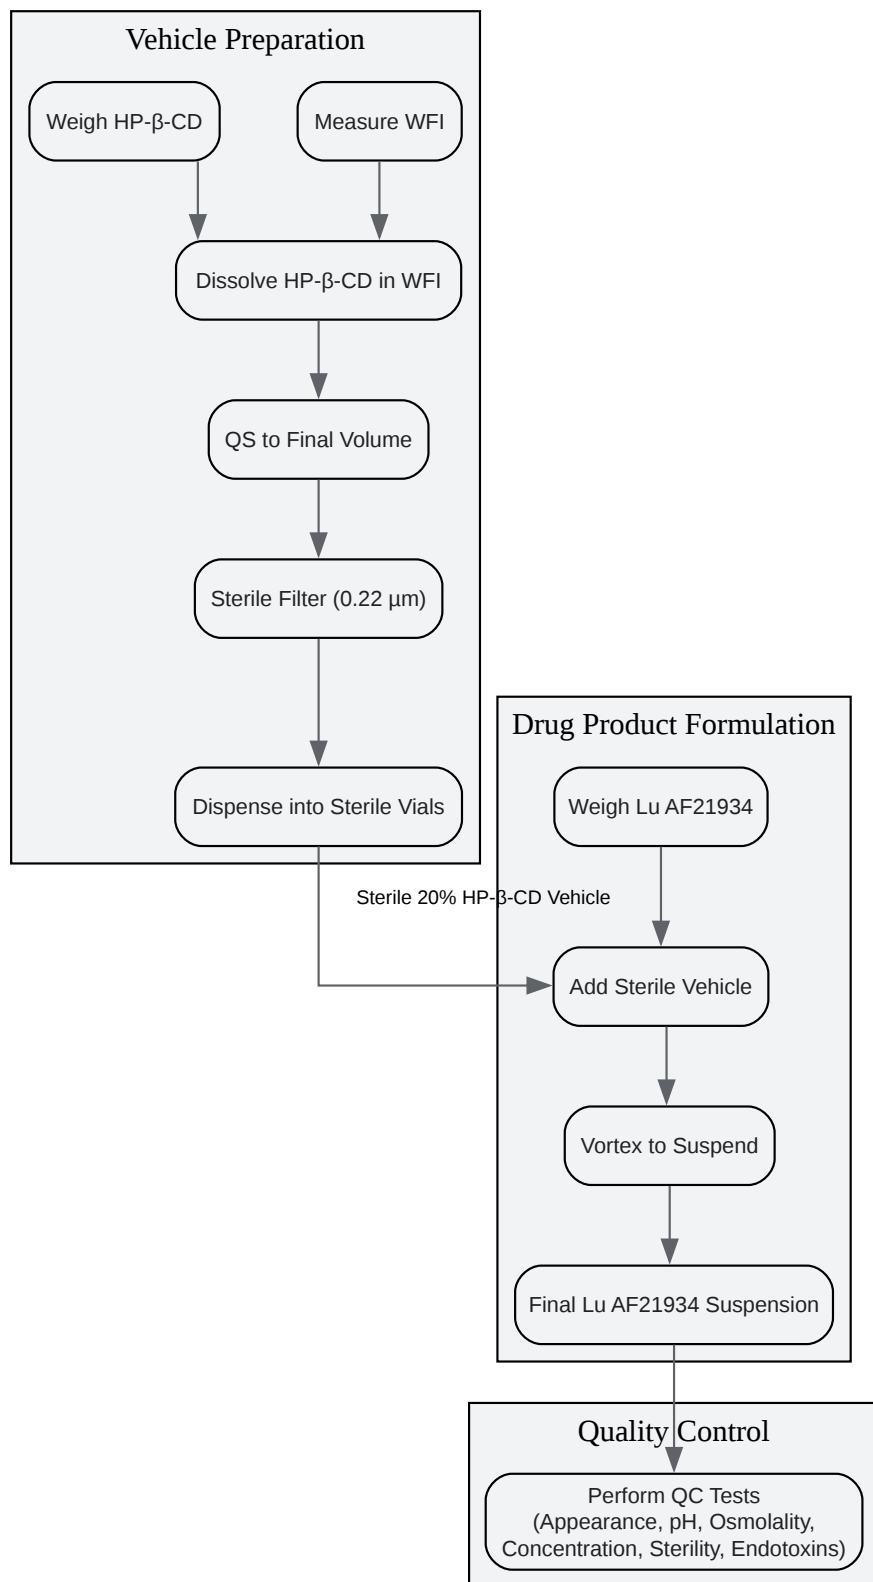 Vehicle Preparation
Weigh HP-β-CD
Measure WFI
Dissolve HP-β-CD in WFI
QS to Final Volume
Sterile Filter (0.22 µm)
Dispense into Sterile Vials
Sterile 20% HP-β-CD Vehicle
Drug Product Formulation
Weigh Lu AF21934
Add Sterile Vehicle
Vortex to Suspend
Final Lu AF21934 Suspension
Quality Control
Perform QC Tests
(Appearance, pH, Osmolality,
Concentration, Sterility, Endotoxins)